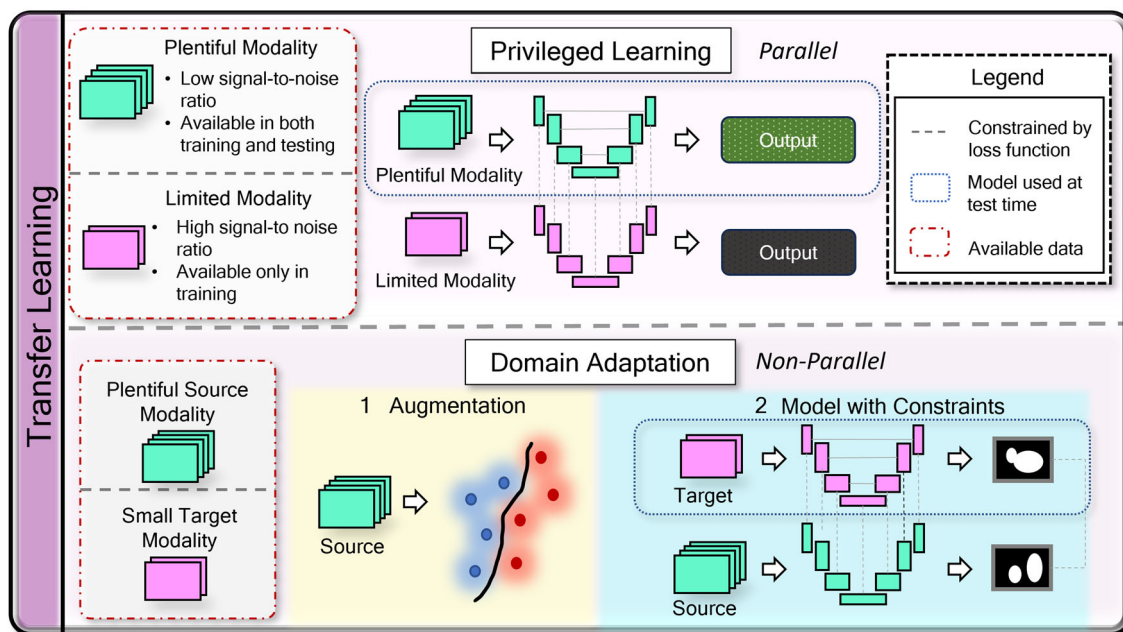 Transfer Learning
Plentiful Modality
• Low signal-to-noise
ratio
• Available in both
training and testing
Limited Modality
• High signal-to noise
ratio
• Available only in
training
Privileged Learning
Parallel
Plentiful Modality
Output
Limited Modality
Output
Legend
Constrained by
loss function
Model used at
test time
Available data
Domain Adaptation
Non-Parallel
Plentiful Source
Modality
Small Target
Modality
1 Augmentation
Source
2 Model with Constraints
Target
Source